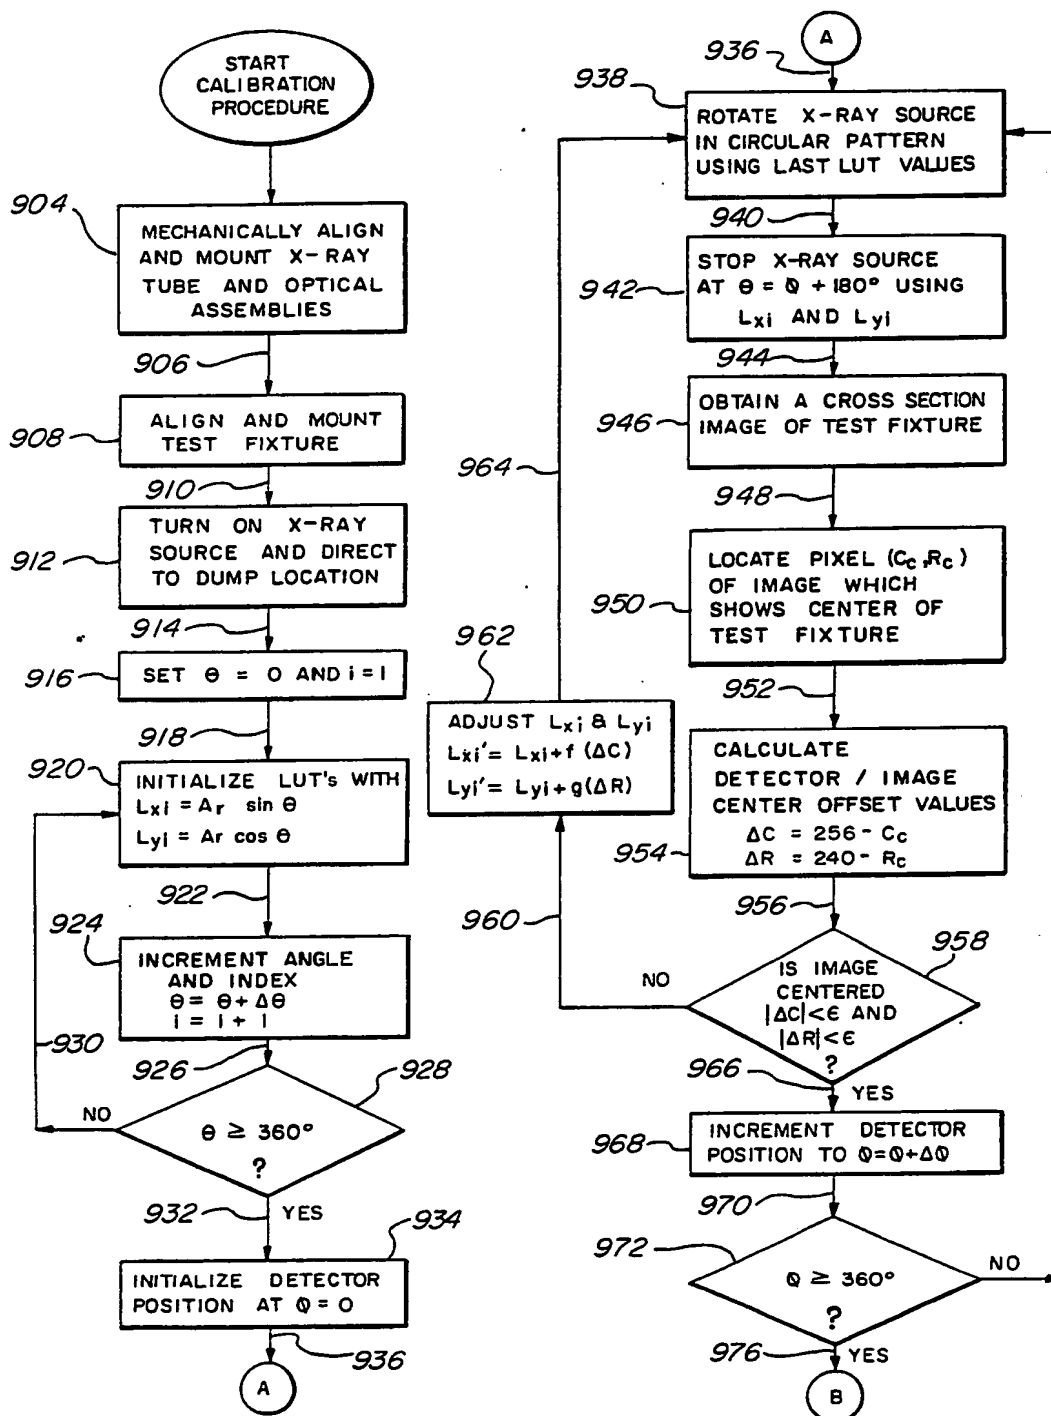 START
CALIBRATION
PROCEDURE
904
MECHANICALLY ALIGN
AND MOUNT X-RAY
TUBE AND OPTICAL
ASSEMBLIES
906
908
ALIGN AND MOUNT
TEST FIXTURE
910
912
TURN ON X-RAY
SOURCE AND DIRECT
TO DUMP LOCATION
914
916
SET θ = 0 AND i = 1
918
920
INITIALIZE LUT's WITH
Lxi = Ar sin θ
Lyi = Ar cos θ
922
924
INCREMENT ANGLE
AND INDEX
θ = θ + Δθ
i = i + 1
930
926
928
NO
θ ≥ 360°
?
932
YES
934
INITIALIZE DETECTOR
POSITION AT Φ = 0
936
A
A
936
938
ROTATE X-RAY SOURCE
IN CIRCULAR PATTERN
USING LAST LUT VALUES
940
942
STOP X-RAY SOURCE
AT θ = Φ + 180° USING
Lxi AND Lyi
944
946
OBTAIN A CROSS SECTION
IMAGE OF TEST FIXTURE
964
948
950
LOCATE PIXEL (Cc, Rc)
OF IMAGE WHICH
SHOWS CENTER OF
TEST FIXTURE
952
962
ADJUST Lxi & Lyi
Lxi' = Lxi + f (ΔC)
Lyi' = Lyi + g(ΔR)
954
CALCULATE
DETECTOR / IMAGE
CENTER OFFSET VALUES
ΔC = 256 - Cc
ΔR = 240 - Rc
960
956
958
NO
IS IMAGE
CENTERED
|ΔC| < ε AND
|ΔR| < ε
?
966
YES
968
INCREMENT DETECTOR
POSITION TO Φ=Φ+ΔΦ
970
972
Φ ≥ 360°
?
NO
976
YES
B